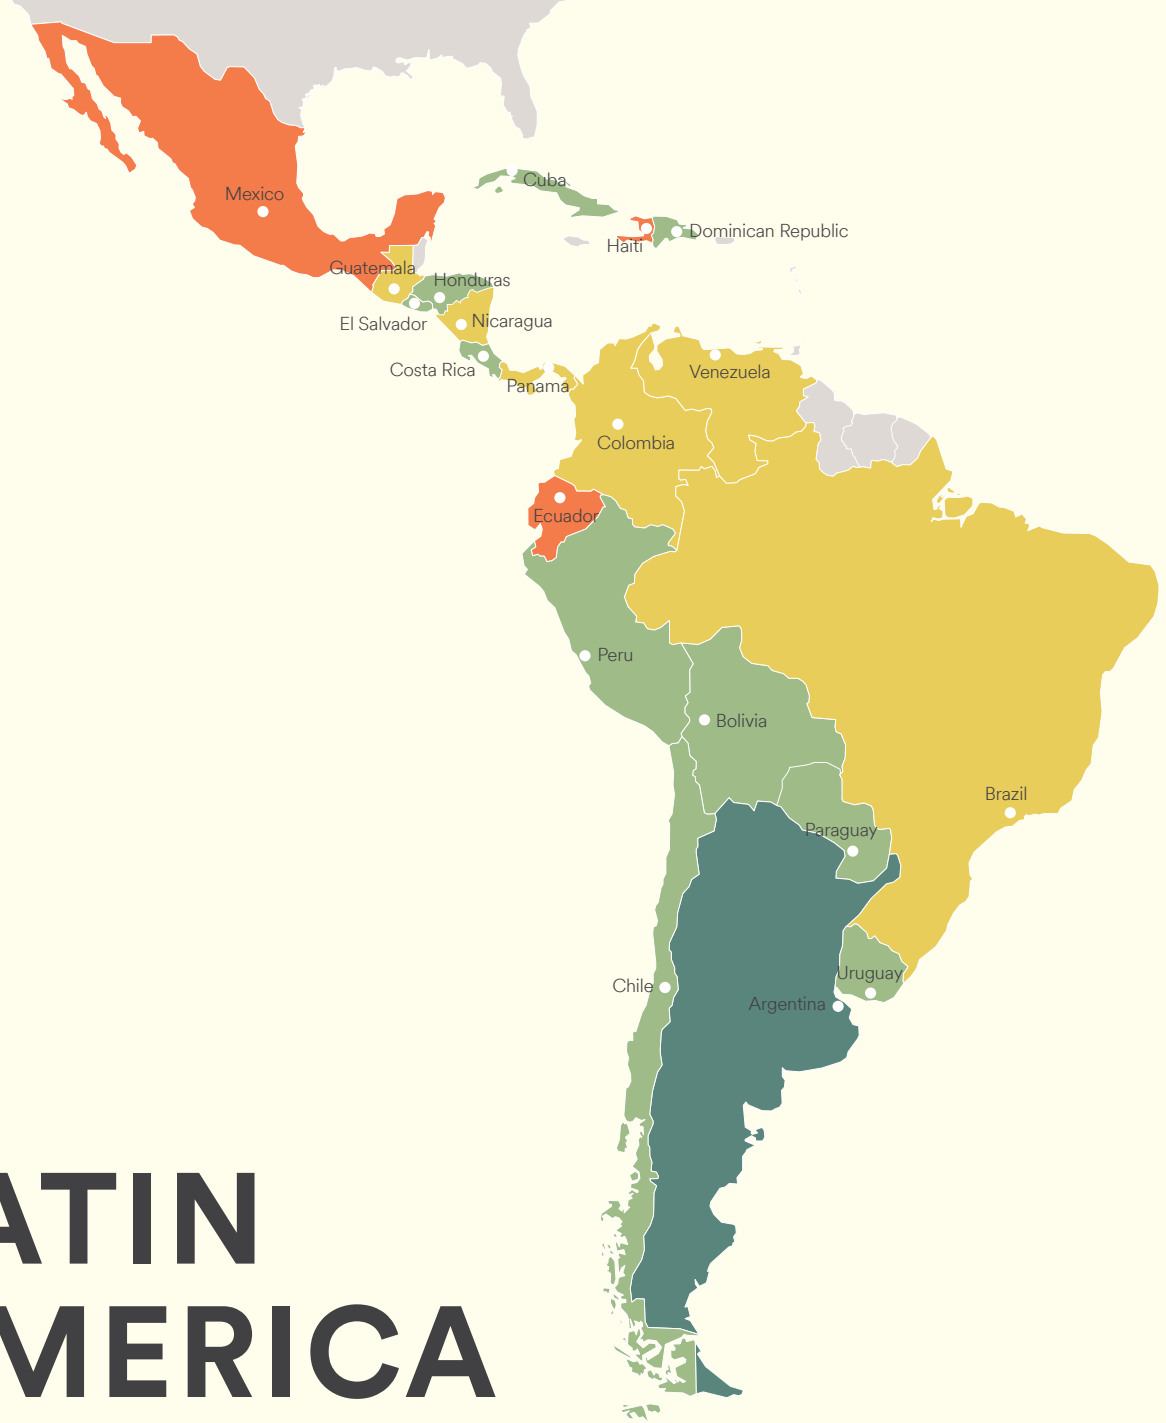 Mexico
Cuba
Dominican Republic
Haiti
Guatemala
Honduras
El Salvador
Nicaragua
Costa Rica
Panama
Venezuela
Colombia
Ecuador
Peru
Bolivia
Brazil
Paraguay
Uruguay
Chile
Argentina
ATIN
MERICA